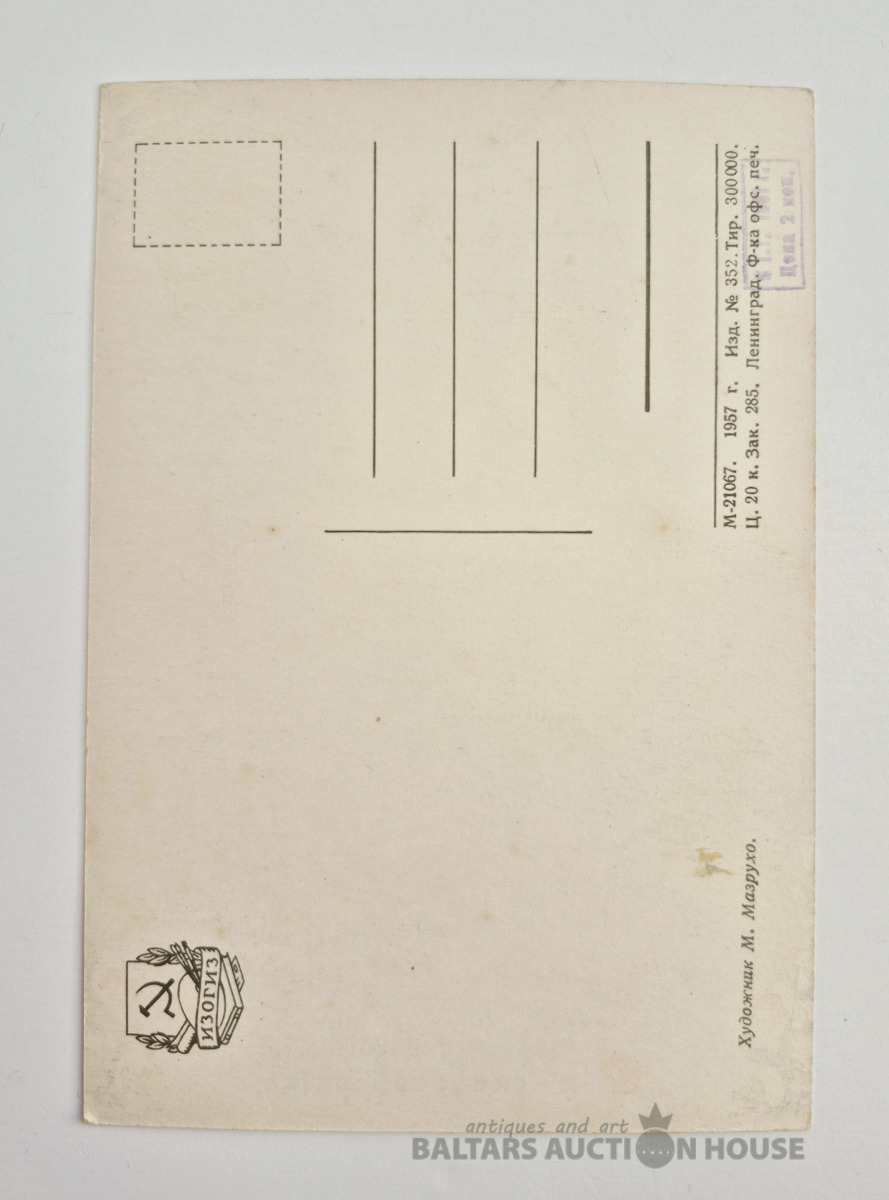 ИЗОГИЗ
Художник М. Мазрухо.
М-21067. 1957 г. Изд. № 352. Тир. 300000.
Ц. 20 к. Зак. 285. Ленинград. Ф-ка офс. печ.
Цена 2 коп.
antiques and art
BALTARS AUCTION HOUSE